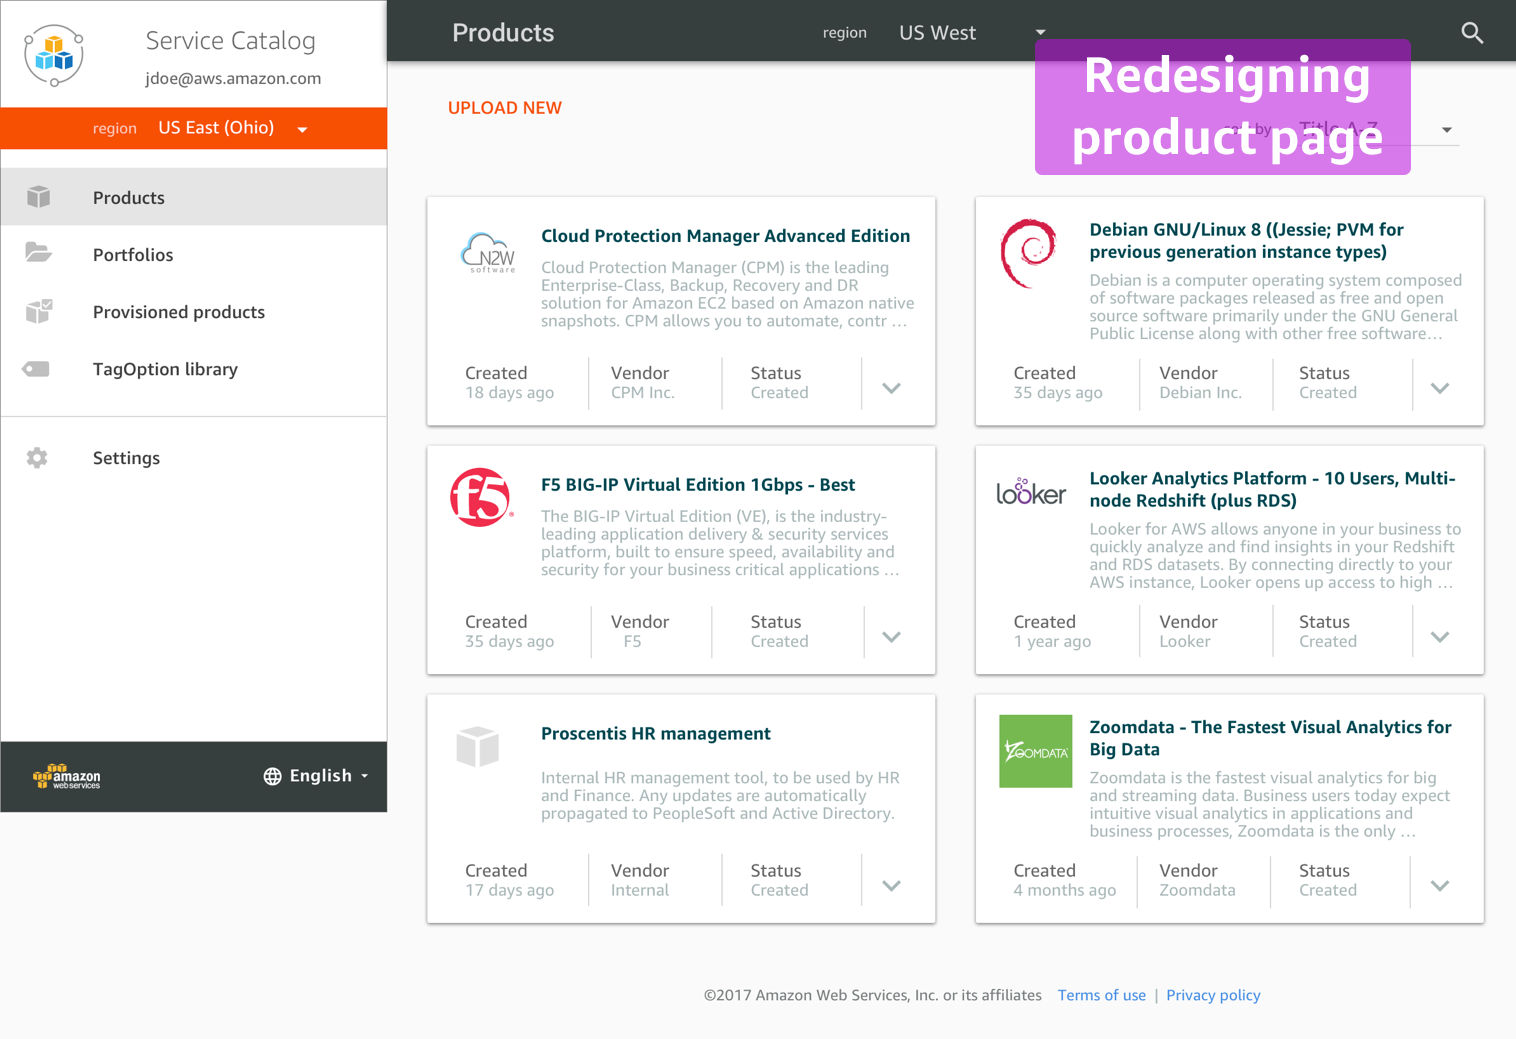 Service Catalog
jdoe@aws.amazon.com
region US East (Ohio)
Products
Portfolios
Provisioned products
TagOption library
Settings
amazon
web services
English
Products
region US West
Redesigning
product page
UPLOAD NEW
sort by Title A-Z
N2W
software
Cloud Protection Manager Advanced Edition
Cloud Protection Manager (CPM) is the leading
Enterprise-Class, Backup, Recovery and DR
solution for Amazon EC2 based on Amazon native
snapshots. CPM allows you to automate, contr ...
Created Vendor Status
18 days ago CPM Inc. Created
Debian GNU/Linux 8 ((Jessie; PVM for
previous generation instance types)
Debian is a computer operating system composed
of software packages released as free and open
source software primarily under the GNU General
Public License along with other free software...
Created Vendor Status
35 days ago Debian Inc. Created
f5
F5 BIG-IP Virtual Edition 1Gbps - Best
The BIG-IP Virtual Edition (VE), is the industry-
leading application delivery & security services
platform, built to ensure speed, availability and
security for your business critical applications ...
Created Vendor Status
35 days ago F5 Created
looker
Looker Analytics Platform - 10 Users, Multi-
node Redshift (plus RDS)
Looker for AWS allows anyone in your business to
quickly analyze and find insights in your Redshift
and RDS datasets. By connecting directly to your
AWS instance, Looker opens up access to high ...
Created Vendor Status
1 year ago Looker Created
Proscentis HR management
Internal HR management tool, to be used by HR
and Finance. Any updates are automatically
propagated to PeopleSoft and Active Directory.
Created Vendor Status
17 days ago Internal Created
ZOOMDATA
Zoomdata - The Fastest Visual Analytics for
Big Data
Zoomdata is the fastest visual analytics for big
and streaming data. Business users today expect
intuitive visual analytics in applications and
business processes, Zoomdata is the only ...
Created Vendor Status
4 months ago Zoomdata Created
©2017 Amazon Web Services, Inc. or its affiliates Terms of use | Privacy policy